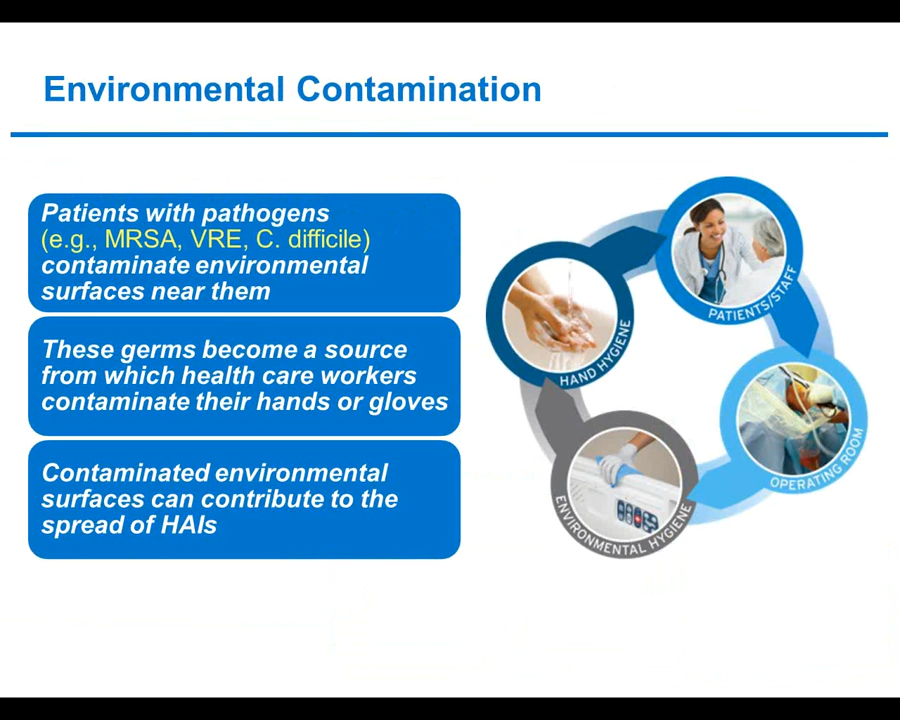 Environmental Contamination
Patients with pathogens
(e.g., MRSA, VRE, C. difficile)
contaminate environmental
surfaces near them
These germs become a source
from which health care workers
contaminate their hands or gloves
Contaminated environmental
surfaces can contribute to the
spread of HAIs
PATIENTS/STAFF
HAND HYGIENE
OPERATING ROOM
ENVIRONMENTAL HYGIENE